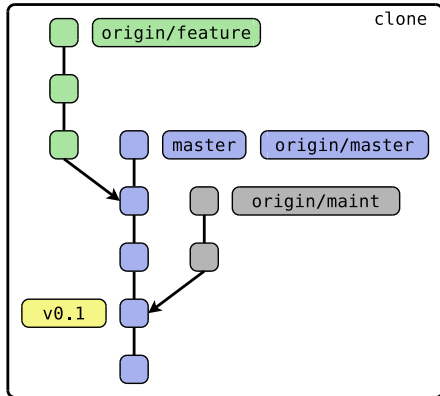 clone
origin/feature
master origin/master
origin/maint
v0.1